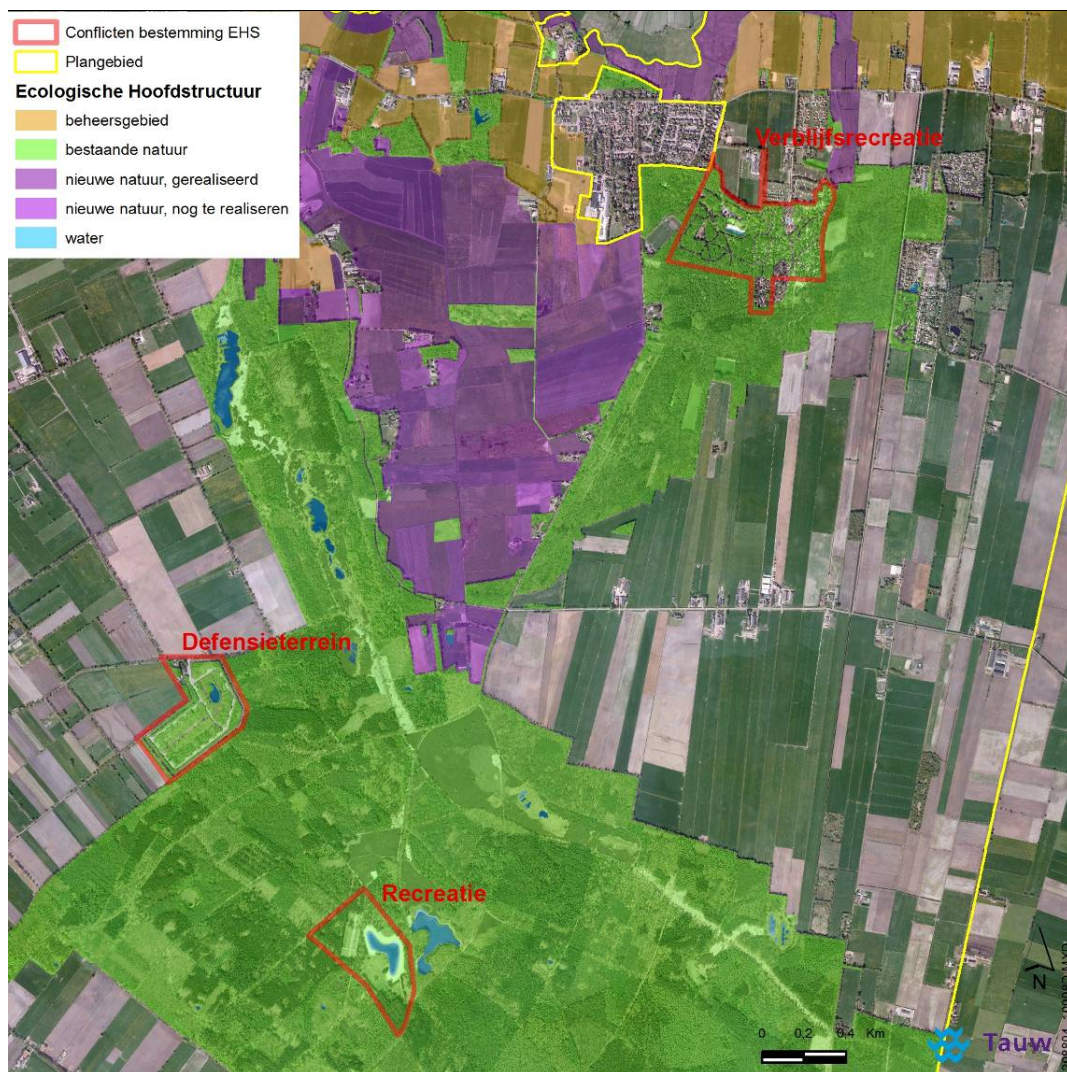 Conflicten bestemming EHS
Plangebied
Ecologische Hoofdstructuur
beheersgebied
bestaande natuur
nieuwe natuur, gerealiseerd
nieuwe natuur, nog te realiseren
water
Verblijfsrecreatie
Defensieterrein
Recreatie
N
0 0,2 0,4 Km
Tauw